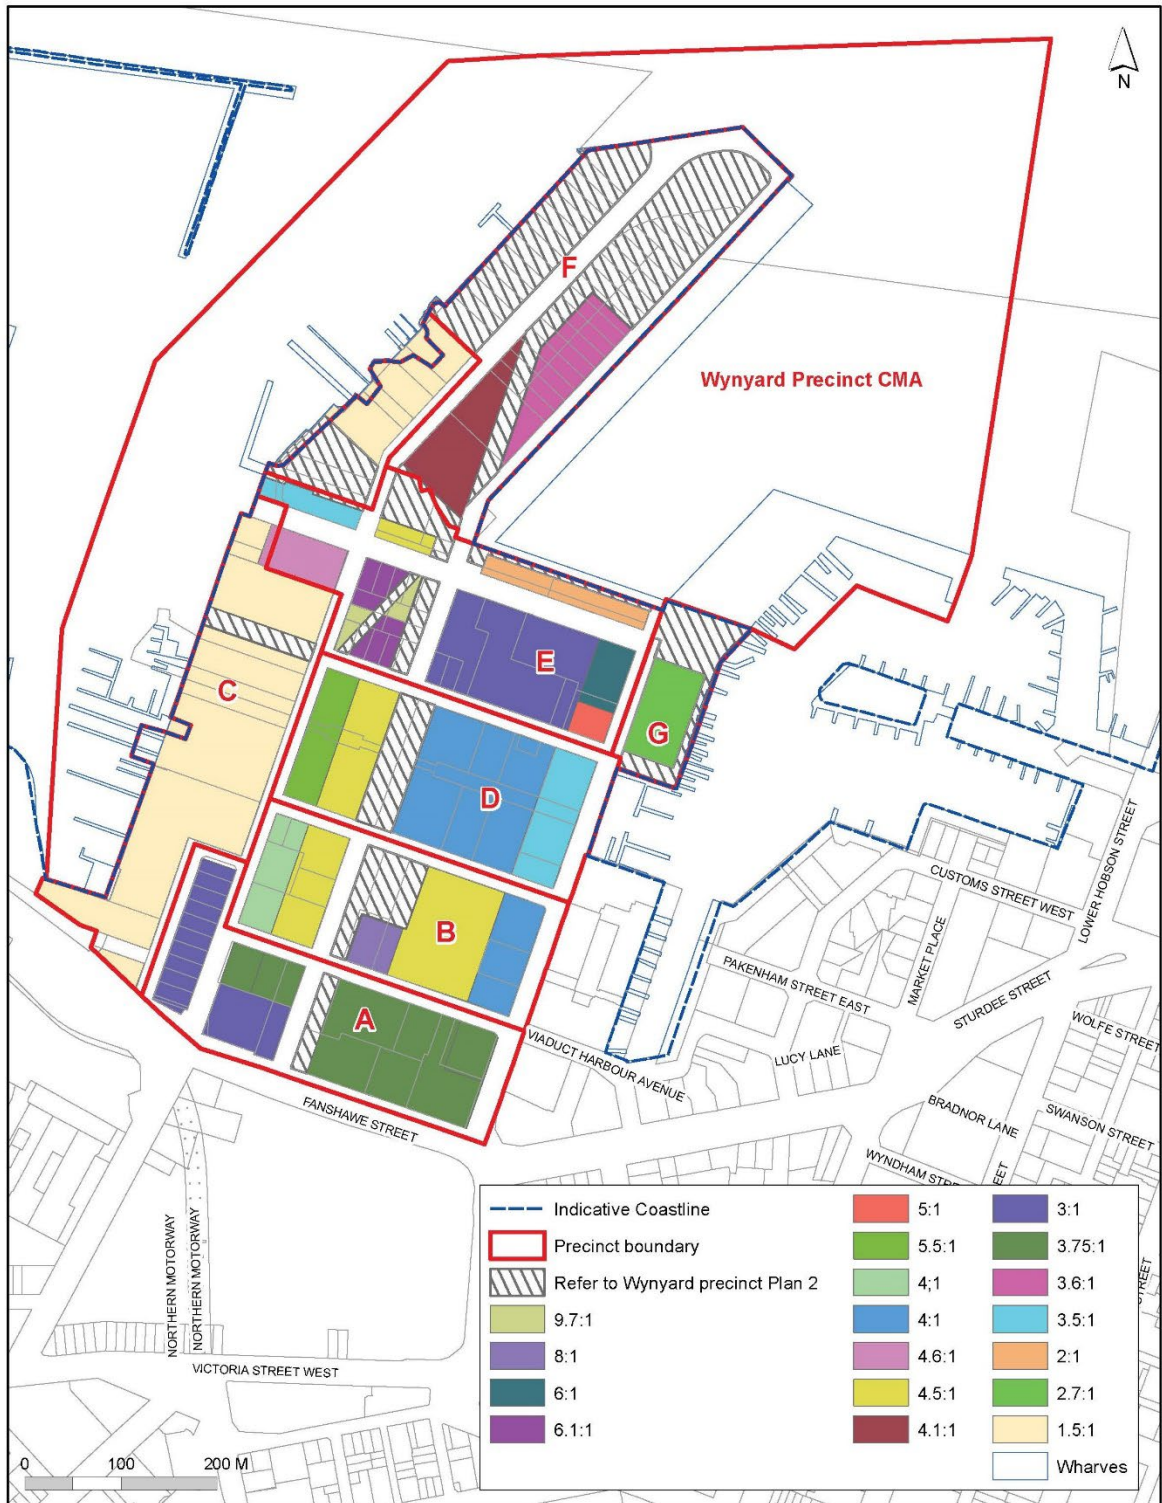 N
F
Wynyard Precinct CMA
E
C
G
D
B
A
LOWER HOBSON STREET
CUSTOMS STREET WEST
MARKET PLACE
PAKENHAM STREET EAST
STURDEE STREET
WOLFE STREET
VIADUCT HARBOUR AVENUE
LUCY LANE
BRADNOR LANE
SWANSON STREET
FANSHAWE STREET
WYNDHAM STRE
REET
STREET
NORTHERN MOTORWAY
NORTHERN MOTORWAY
VICTORIA STREET WEST
Indicative Coastline
Precinct boundary
Refer to Wynyard precinct Plan 2
9.7:1
8:1
6:1
6.1:1
5:1
5.5:1
4;1
4:1
4.6:1
4.5:1
4.1:1
3:1
3.75:1
3.6:1
3.5:1
2:1
2.7:1
1.5:1
Wharves
0 100 200 M